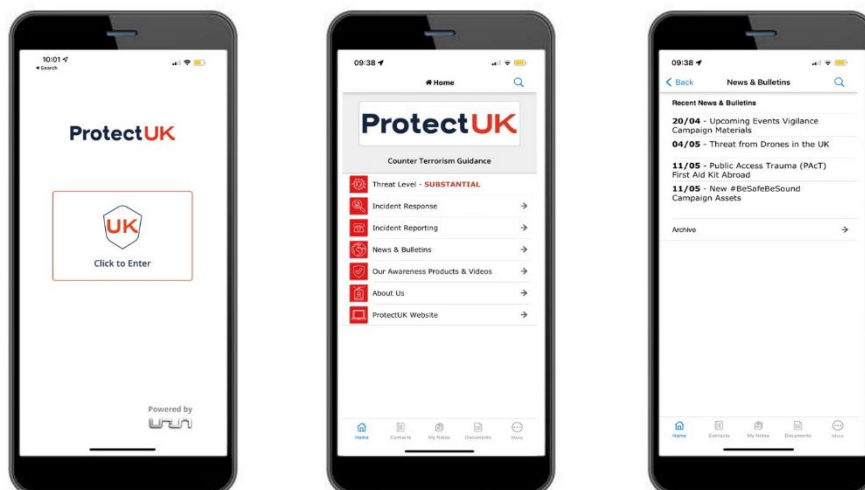 10:01
Search
ProtectUK
UK
Click to Enter
Powered by
09:38
Home
ProtectUK
Counter Terrorism Guidance
Threat Level - SUBSTANTIAL
Incident Response
Incident Reporting
News & Bulletins
Our Awareness Products & Videos
About Us
ProtectUK Website
Home Contacts My Notes Documents More
09:38
Back News & Bulletins
Recent News & Bulletins
20/04 - Upcoming Events Vigilance
Campaign Materials
04/05 - Threat from Drones in the UK
11/05 - Public Access Trauma (PAcT)
First Aid Kit Abroad
11/05 - New #BeSafeBeSound
Campaign Assets
Archive
Home Contacts My Notes Documents More